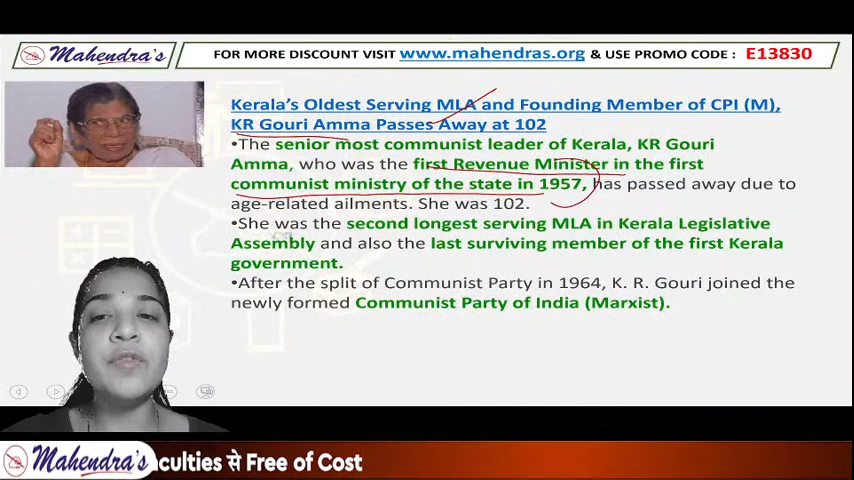 Mahendra's
FOR MORE DISCOUNT VISIT www.mahendras.org & USE PROMO CODE : E13830
Kerala's Oldest Serving MLA and Founding Member of CPI (M),
KR Gouri Amma Passes Away at 102
•The senior most communist leader of Kerala, KR Gouri
Amma, who was the first Revenue Minister in the first
communist ministry of the state in 1957, has passed away due to
age-related ailments. She was 102.
•She was the second longest serving MLA in Kerala Legislative
Assembly and also the last surviving member of the first Kerala
government.
•After the split of Communist Party in 1964, K. R. Gouri joined the
newly formed Communist Party of India (Marxist).
Mahendra's aculties से Free of Cost